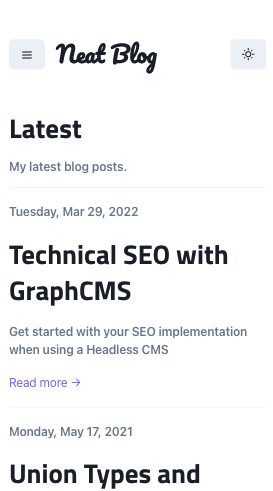 Neat Blog
Latest
My latest blog posts.
Tuesday, Mar 29, 2022
Technical SEO with
GraphCMS
Get started with your SEO implementation
when using a Headless CMS
Read more →
Monday, May 17, 2021
Union Types and